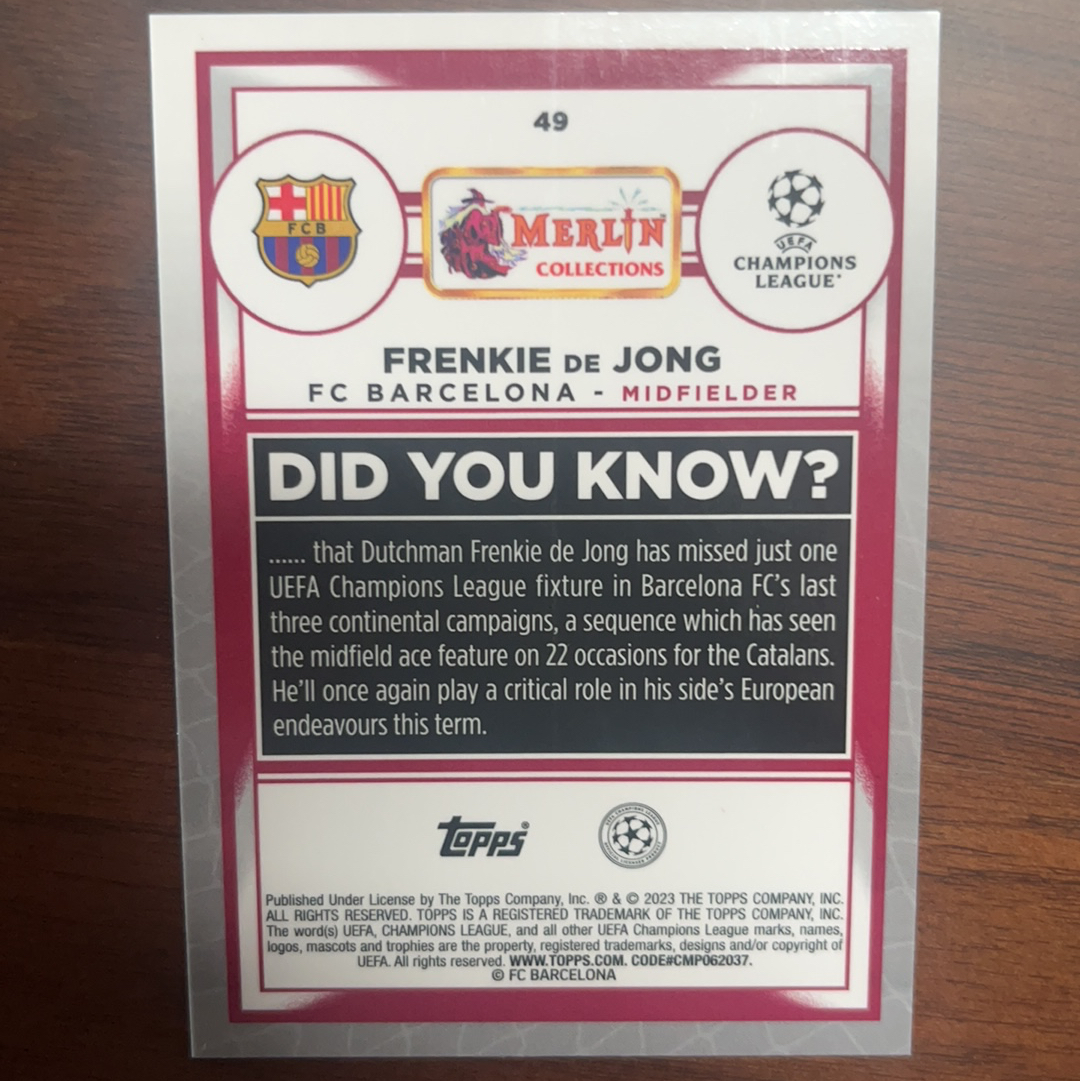 49
FCB
MERLIN™
COLLECTIONS
UEFA
CHAMPIONS
LEAGUE®
FRENKIE DE JONG
FC BARCELONA - MIDFIELDER
DID YOU KNOW?
...... that Dutchman Frenkie de Jong has missed just one
UEFA Champions League fixture in Barcelona FC's last
three continental campaigns, a sequence which has seen
the midfield ace feature on 22 occasions for the Catalans.
He'll once again play a critical role in his side's European
endeavours this term.
topps®
Published Under License by The Topps Company, Inc. ® & © 2023 THE TOPPS COMPANY, INC.
ALL RIGHTS RESERVED. TOPPS IS A REGISTERED TRADEMARK OF THE TOPPS COMPANY, INC.
The word(s) UEFA, CHAMPIONS LEAGUE, and all other UEFA Champions League marks, names,
logos, mascots and trophies are the property, registered trademarks, designs and/or copyright of
UEFA. All rights reserved. WWW.TOPPS.COM. CODE#CMP062037.
© FC BARCELONA